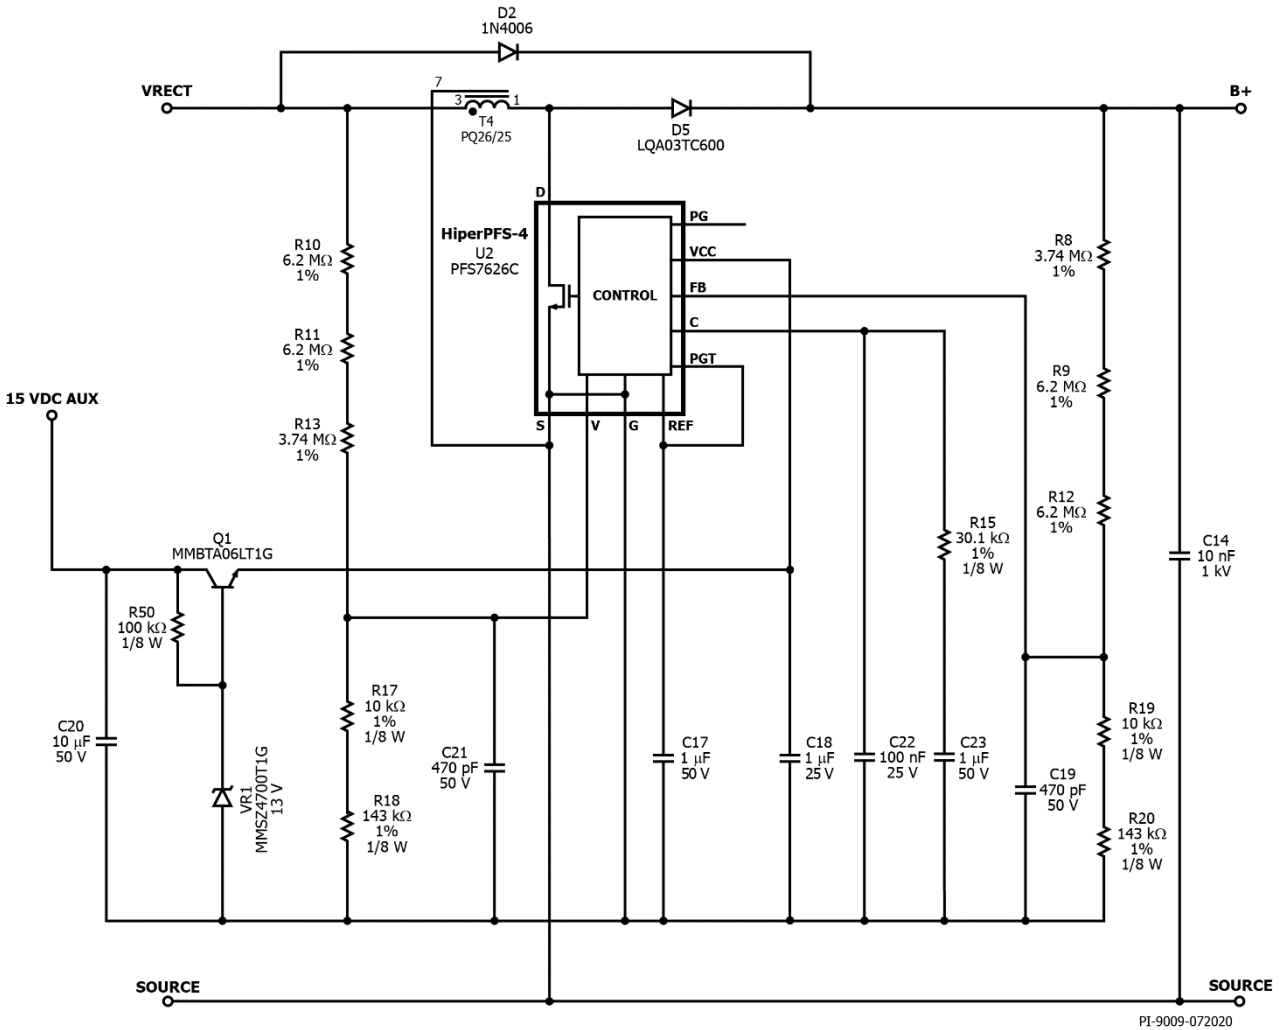 D2
1N4006
VRECT
7
3
1
T4
PQ26/25
D5
LQA03TC600
B+
D
HiperPFS-4
U2
PFS7626C
CONTROL
PG
VCC
FB
C
PGT
S
V
G
REF
R10
6.2 MΩ
1%
R11
6.2 MΩ
1%
R13
3.74 MΩ
1%
R8
3.74 MΩ
1%
R9
6.2 MΩ
1%
R12
6.2 MΩ
1%
15 VDC AUX
Q1
MMBTA06LT1G
R50
100 kΩ
1/8 W
R15
30.1 kΩ
1%
1/8 W
C14
10 nF
1 kV
C20
10 μF
50 V
VR1
MMSZ4700T1G
13 V
R17
10 kΩ
1%
1/8 W
R18
143 kΩ
1%
1/8 W
C21
470 pF
50 V
C17
1 μF
50 V
C18
1 μF
25 V
C22
100 nF
25 V
C23
1 μF
50 V
C19
470 pF
50 V
R19
10 kΩ
1%
1/8 W
R20
143 kΩ
1%
1/8 W
SOURCE
SOURCE
PI-9009-072020